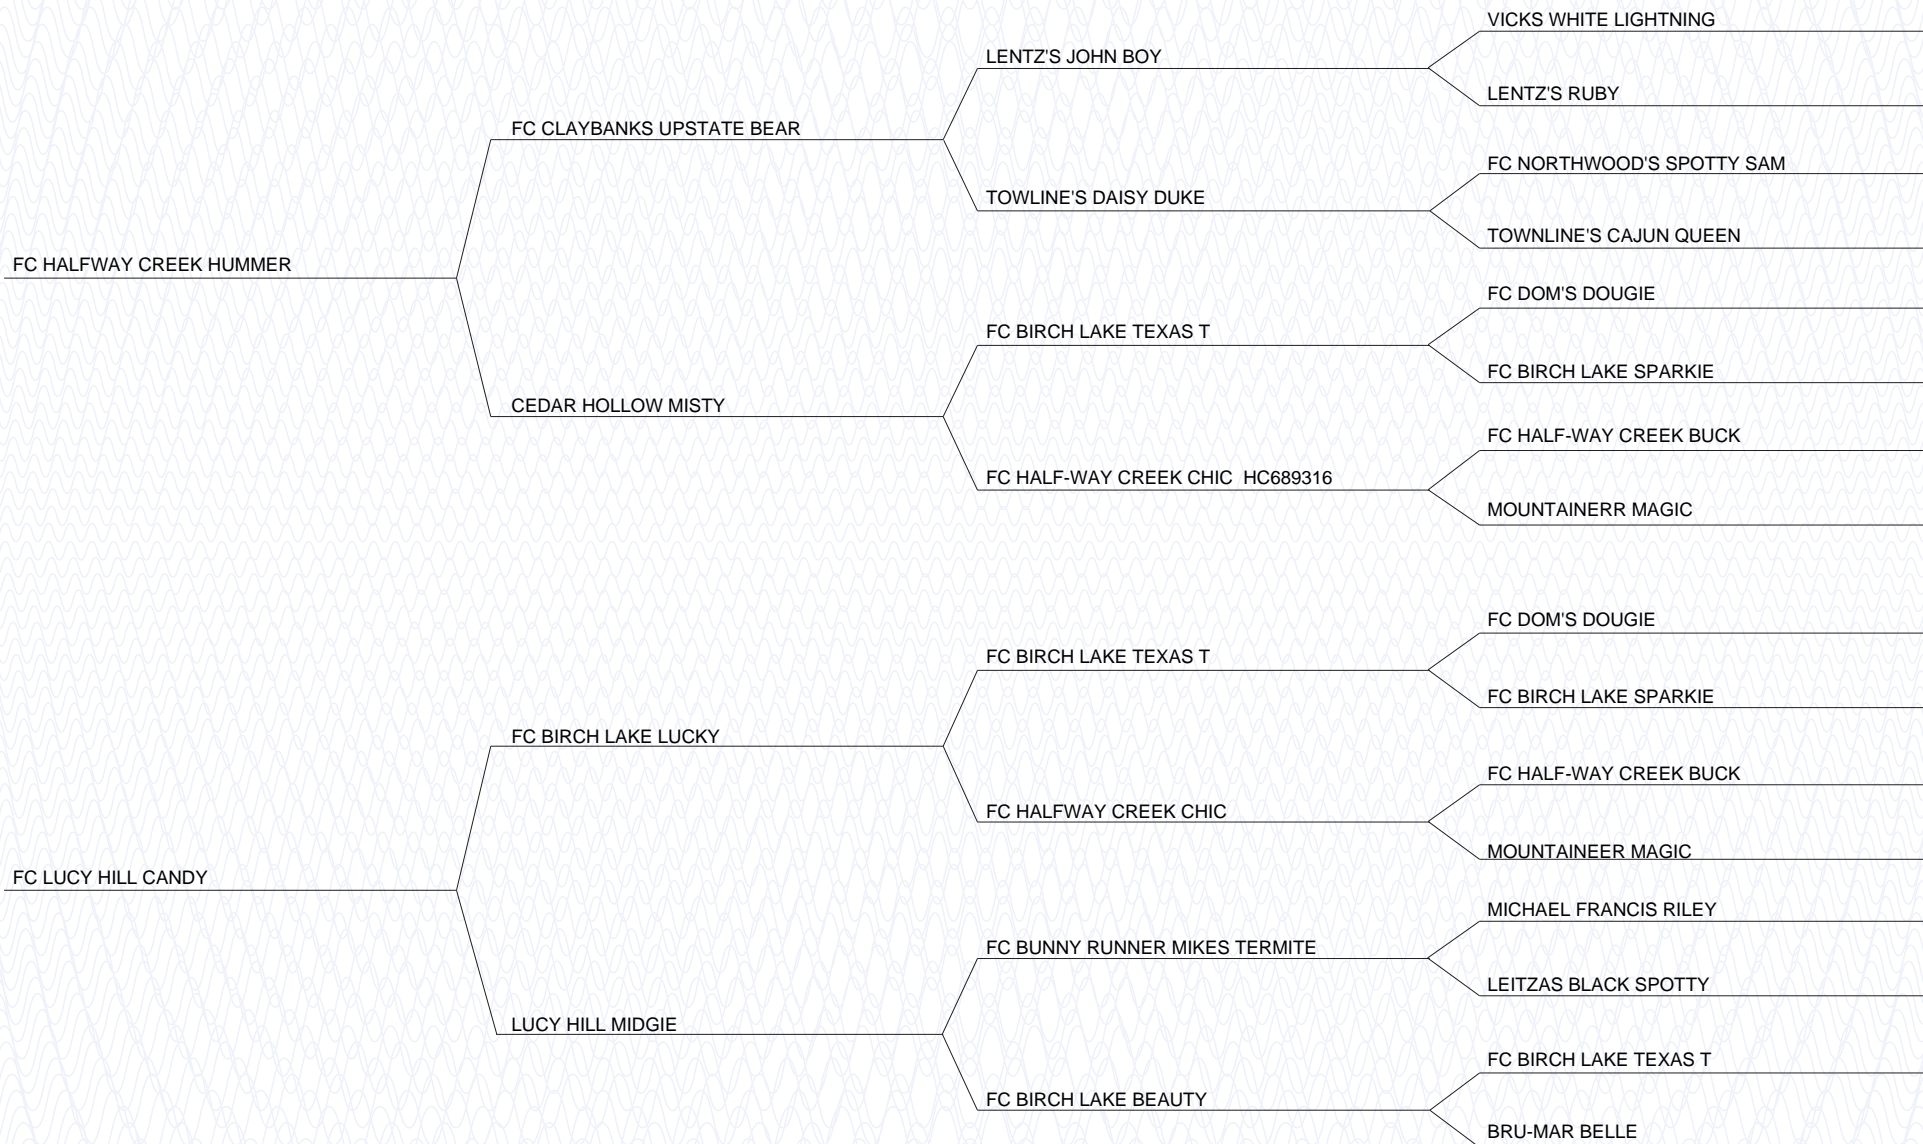 VICKS WHITE LIGHTNING
LENTZ'S JOHN BOY
LENTZ'S RUBY
FC CLAYBANKS UPSTATE BEAR
FC NORTHWOOD'S SPOTTY SAM
TOWLINE'S DAISY DUKE
TOWNLINE'S CAJUN QUEEN
FC HALFWAY CREEK HUMMER
FC DOM'S DOUGIE
FC BIRCH LAKE TEXAS T
FC BIRCH LAKE SPARKIE
CEDAR HOLLOW MISTY
FC HALF-WAY CREEK BUCK
FC HALF-WAY CREEK CHIC  HC689316
MOUNTAINERR MAGIC
FC DOM'S DOUGIE
FC BIRCH LAKE TEXAS T
FC BIRCH LAKE SPARKIE
FC BIRCH LAKE LUCKY
FC HALF-WAY CREEK BUCK
FC HALFWAY CREEK CHIC
MOUNTAINEER MAGIC
FC LUCY HILL CANDY
MICHAEL FRANCIS RILEY
FC BUNNY RUNNER MIKES TERMITE
LEITZAS BLACK SPOTTY
LUCY HILL MIDGIE
FC BIRCH LAKE TEXAS T
FC BIRCH LAKE BEAUTY
BRU-MAR BELLE